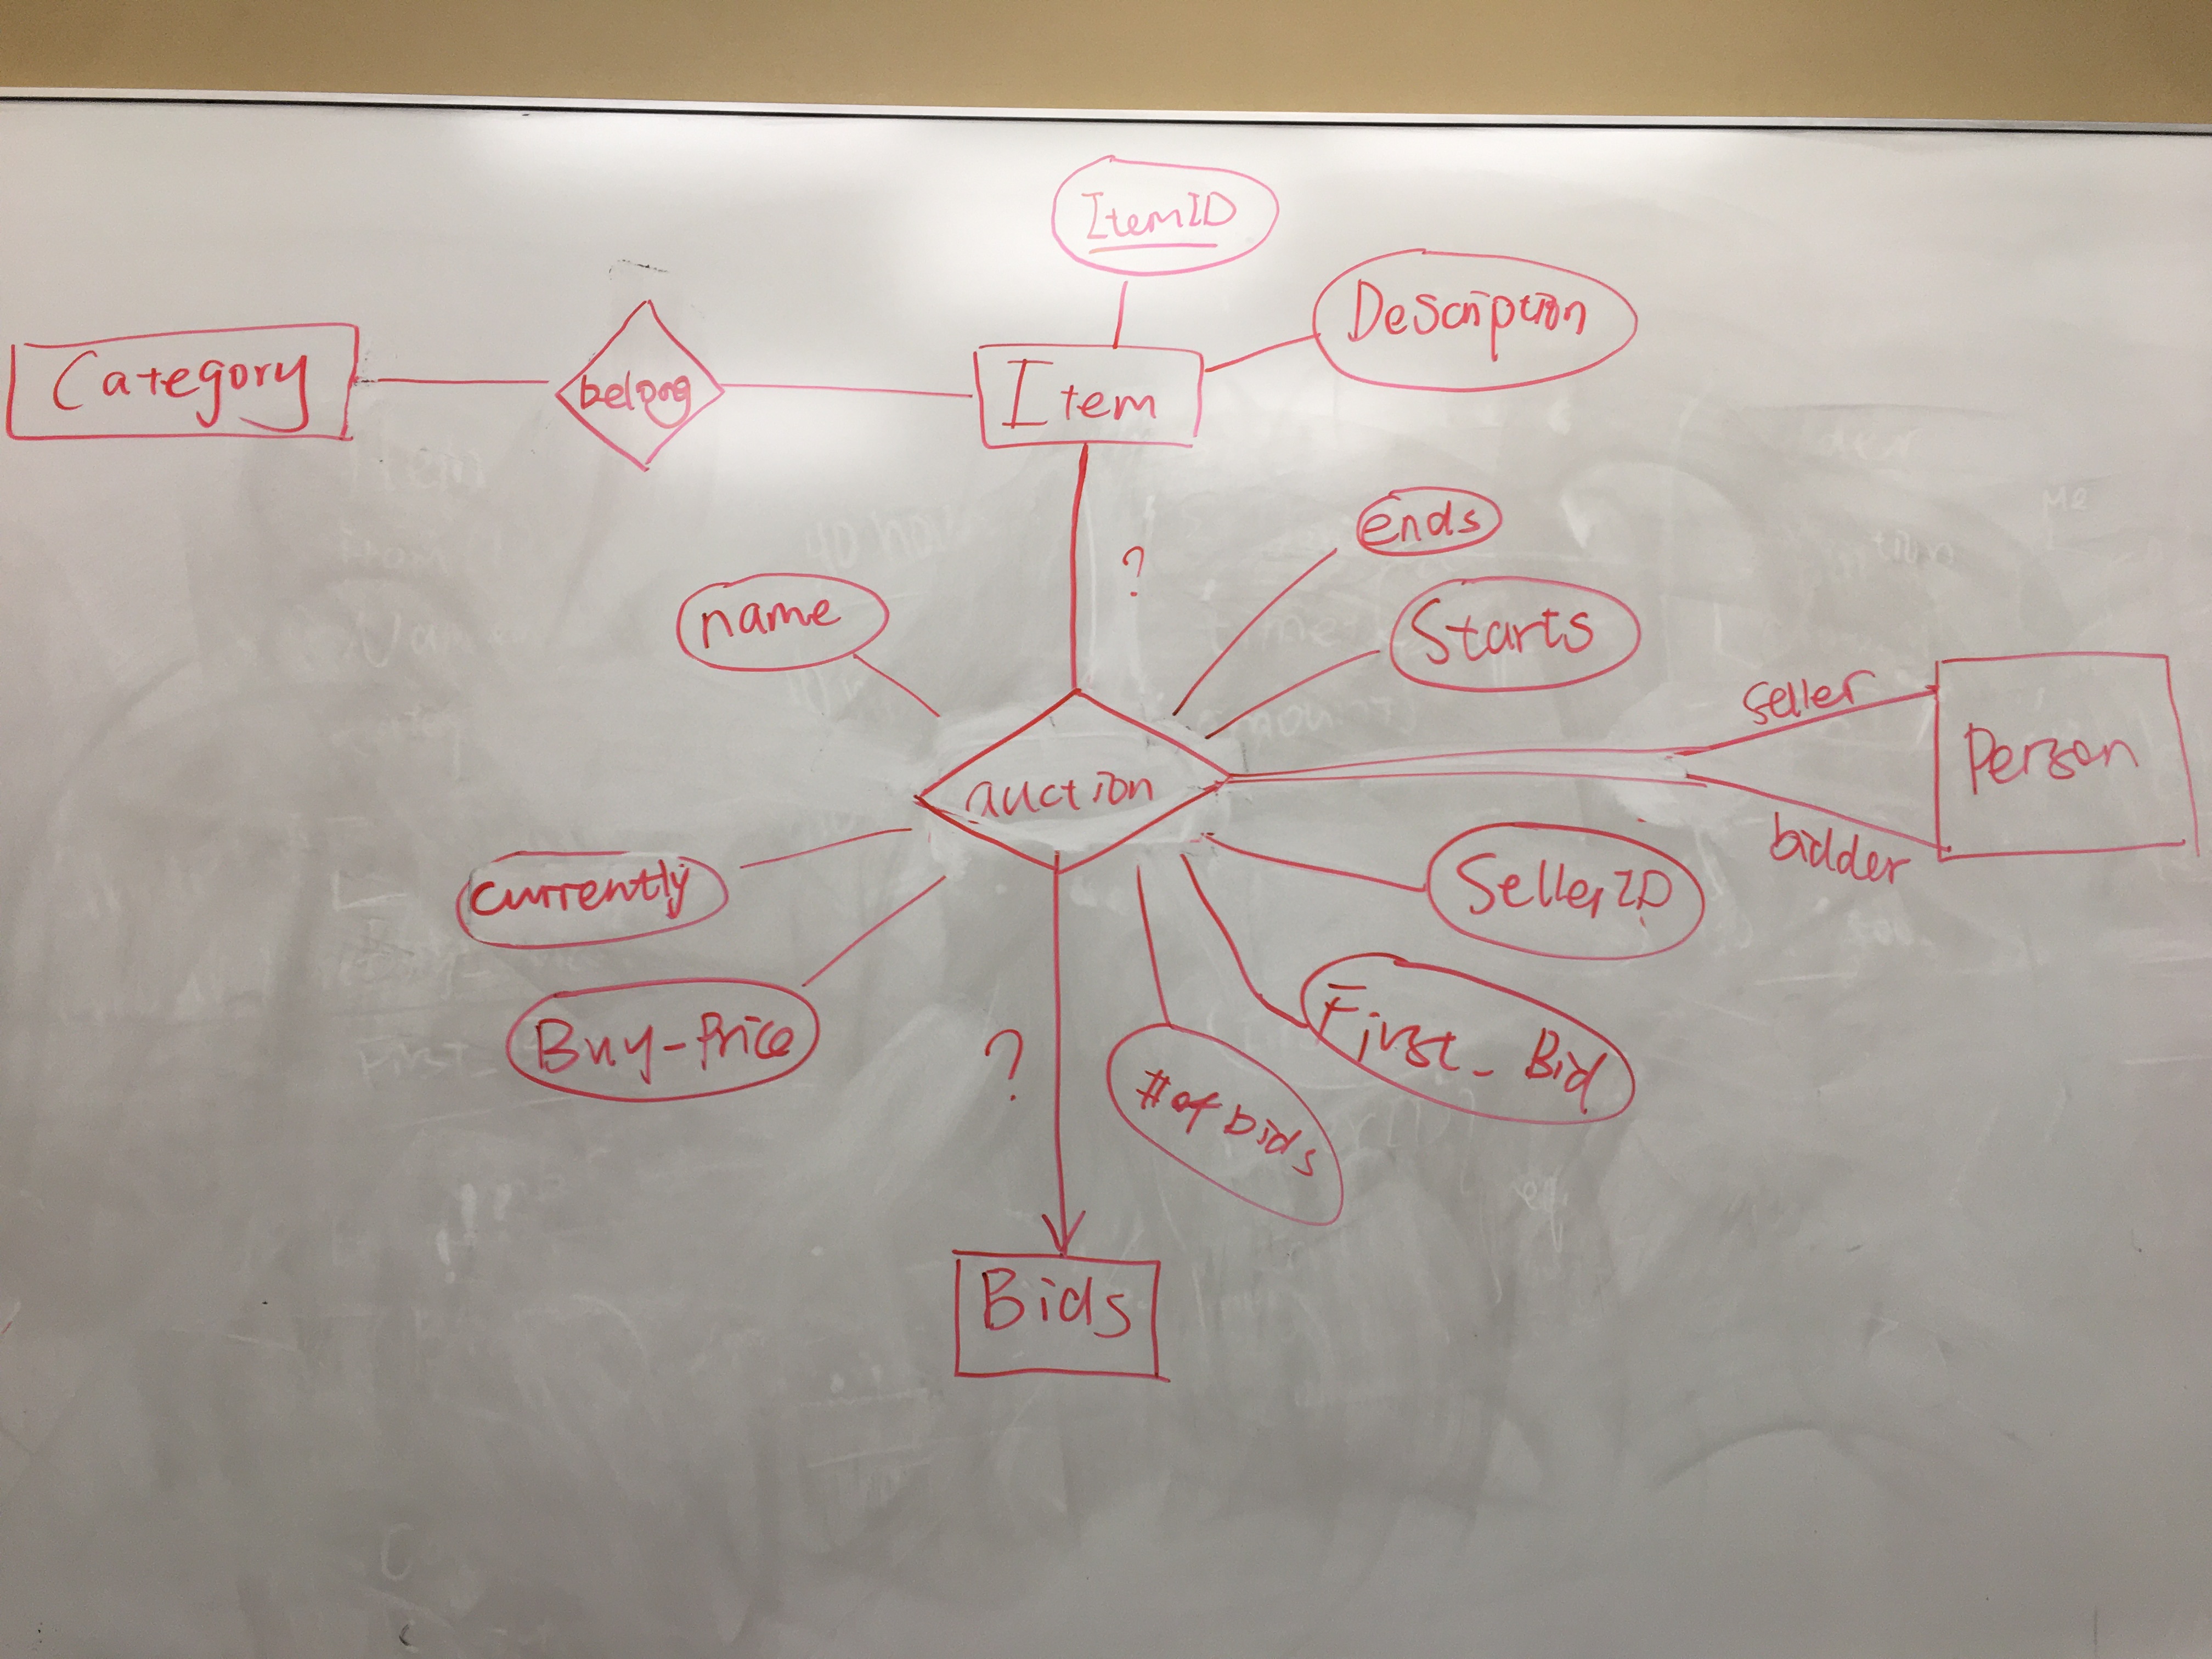 ItemID
Description
Category
belong
Item
ends
?
name
Starts
seller
Person
auction
bidder
currently
SellerID
Buy-Price
First_Bid
?
#of bids
Bids